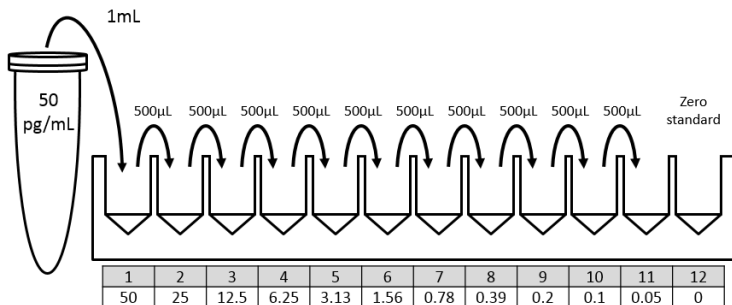 1mL
50
pg/mL
500µL 500µL 500µL 500µL 500µL 500µL 500µL 500µL 500µL 500µL
Zero
standard
1 2 3 4 5 6 7 8 9 10 11 12
50 25 12.5 6.25 3.13 1.56 0.78 0.39 0.2 0.1 0.05 0